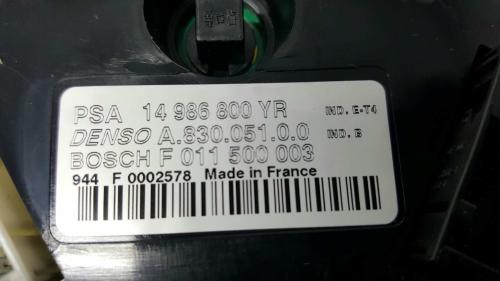 PSA 14 986 800 YR IND. E-T4
DENSO A.830.051.0.0 IND. B
BOSCH F 011 500 003
944 F 0002578 Made in France